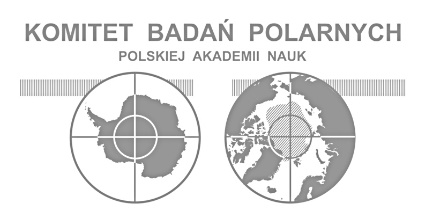 KOMITET BADAŃ POLARNYCH
POLSKIEJ AKADEMII NAUK